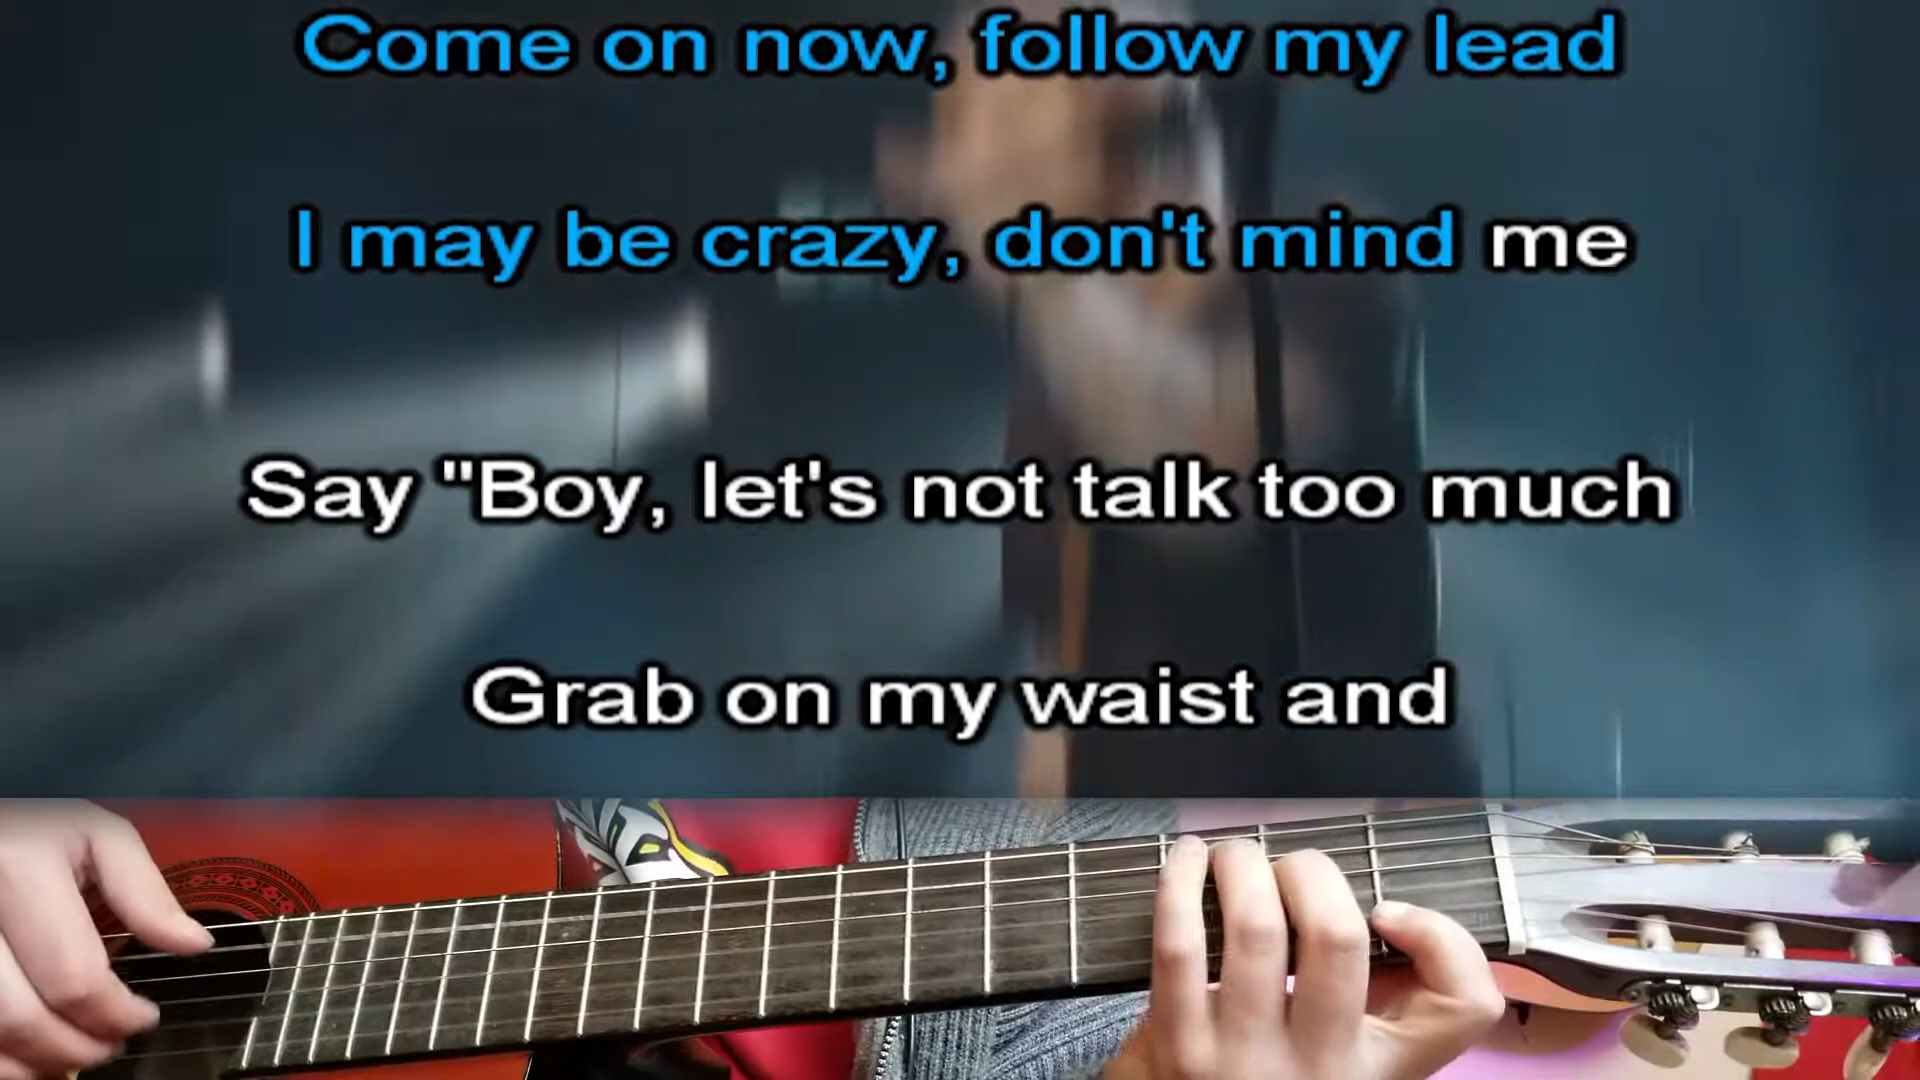 Come on now, follow my lead
I may be crazy, don't mind me
Say "Boy, let's not talk too much
Grab on my waist and